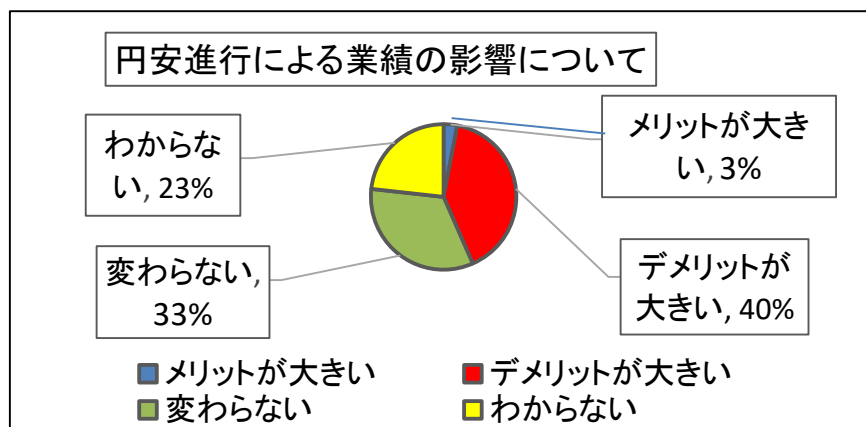 円安進行による業績の影響について
メリットが大き
い, 3%
わからな
い, 23%
デメリットが
大きい, 40%
変わらない,
33%
メリットが大きい
デメリットが大きい
変わらない
わからない